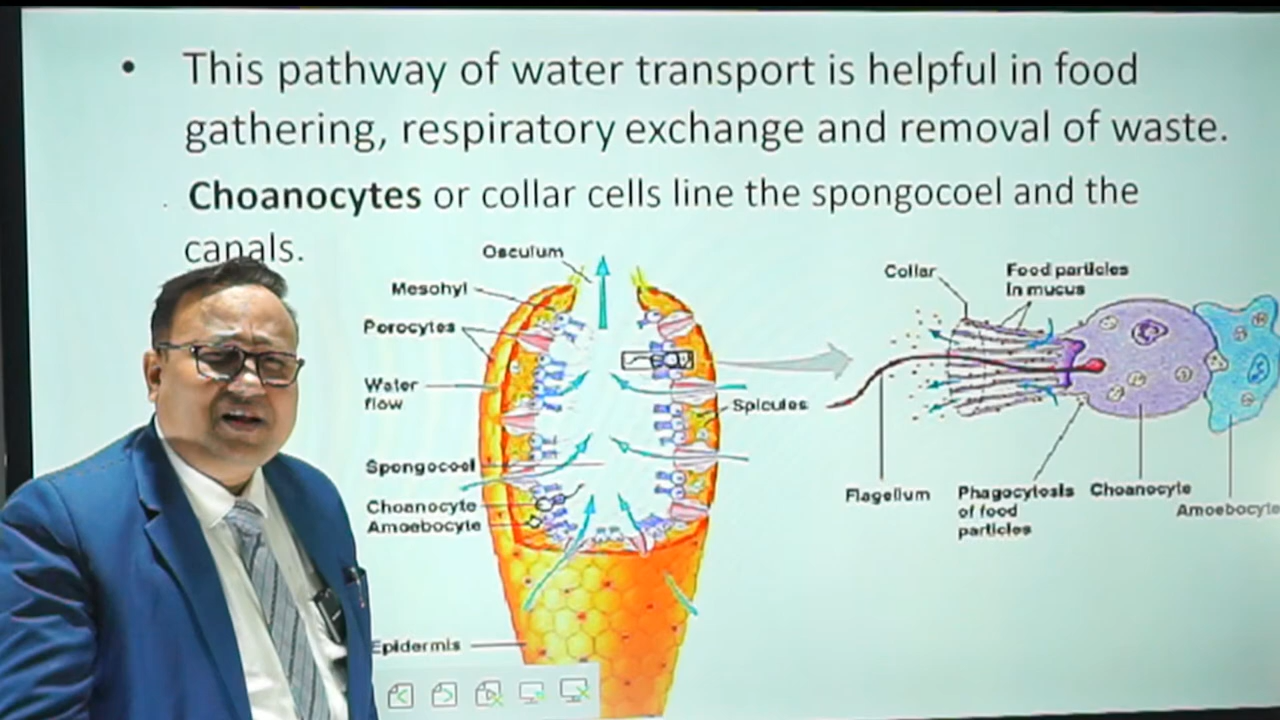 • This pathway of water transport is helpful in food
gathering, respiratory exchange and removal of waste.
Choanocytes or collar cells line the spongocoel and the
canals.
Osculum
Mesohyl
Porocytes
Water
flow
Spongocoel
Choanocyte
Amoebocyte
Epidermis
Spicules
Collar
Food particles
in mucus
Flagellum
Phagocytosis
of food
particles
Choanocyte
Amoebocyte